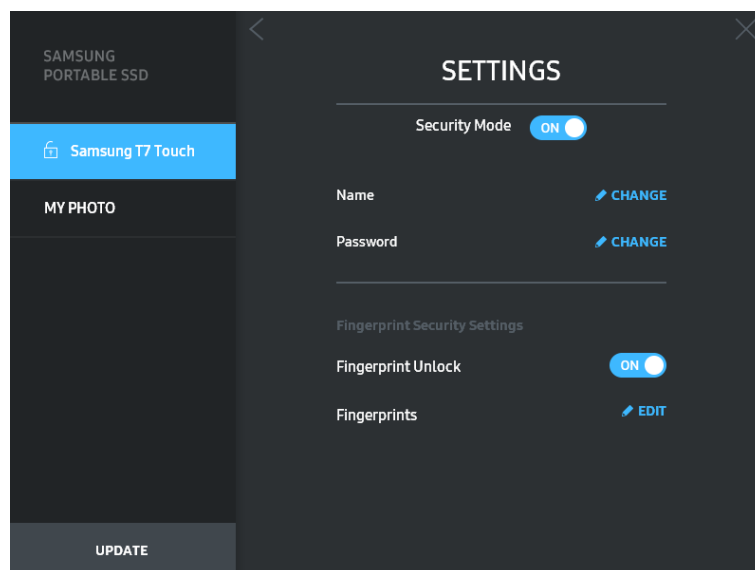 SAMSUNG
PORTABLE SSD
Samsung T7 Touch
MY PHOTO
UPDATE
SETTINGS
Security Mode ON
Name CHANGE
Password CHANGE
Fingerprint Security Settings
Fingerprint Unlock ON
Fingerprints EDIT